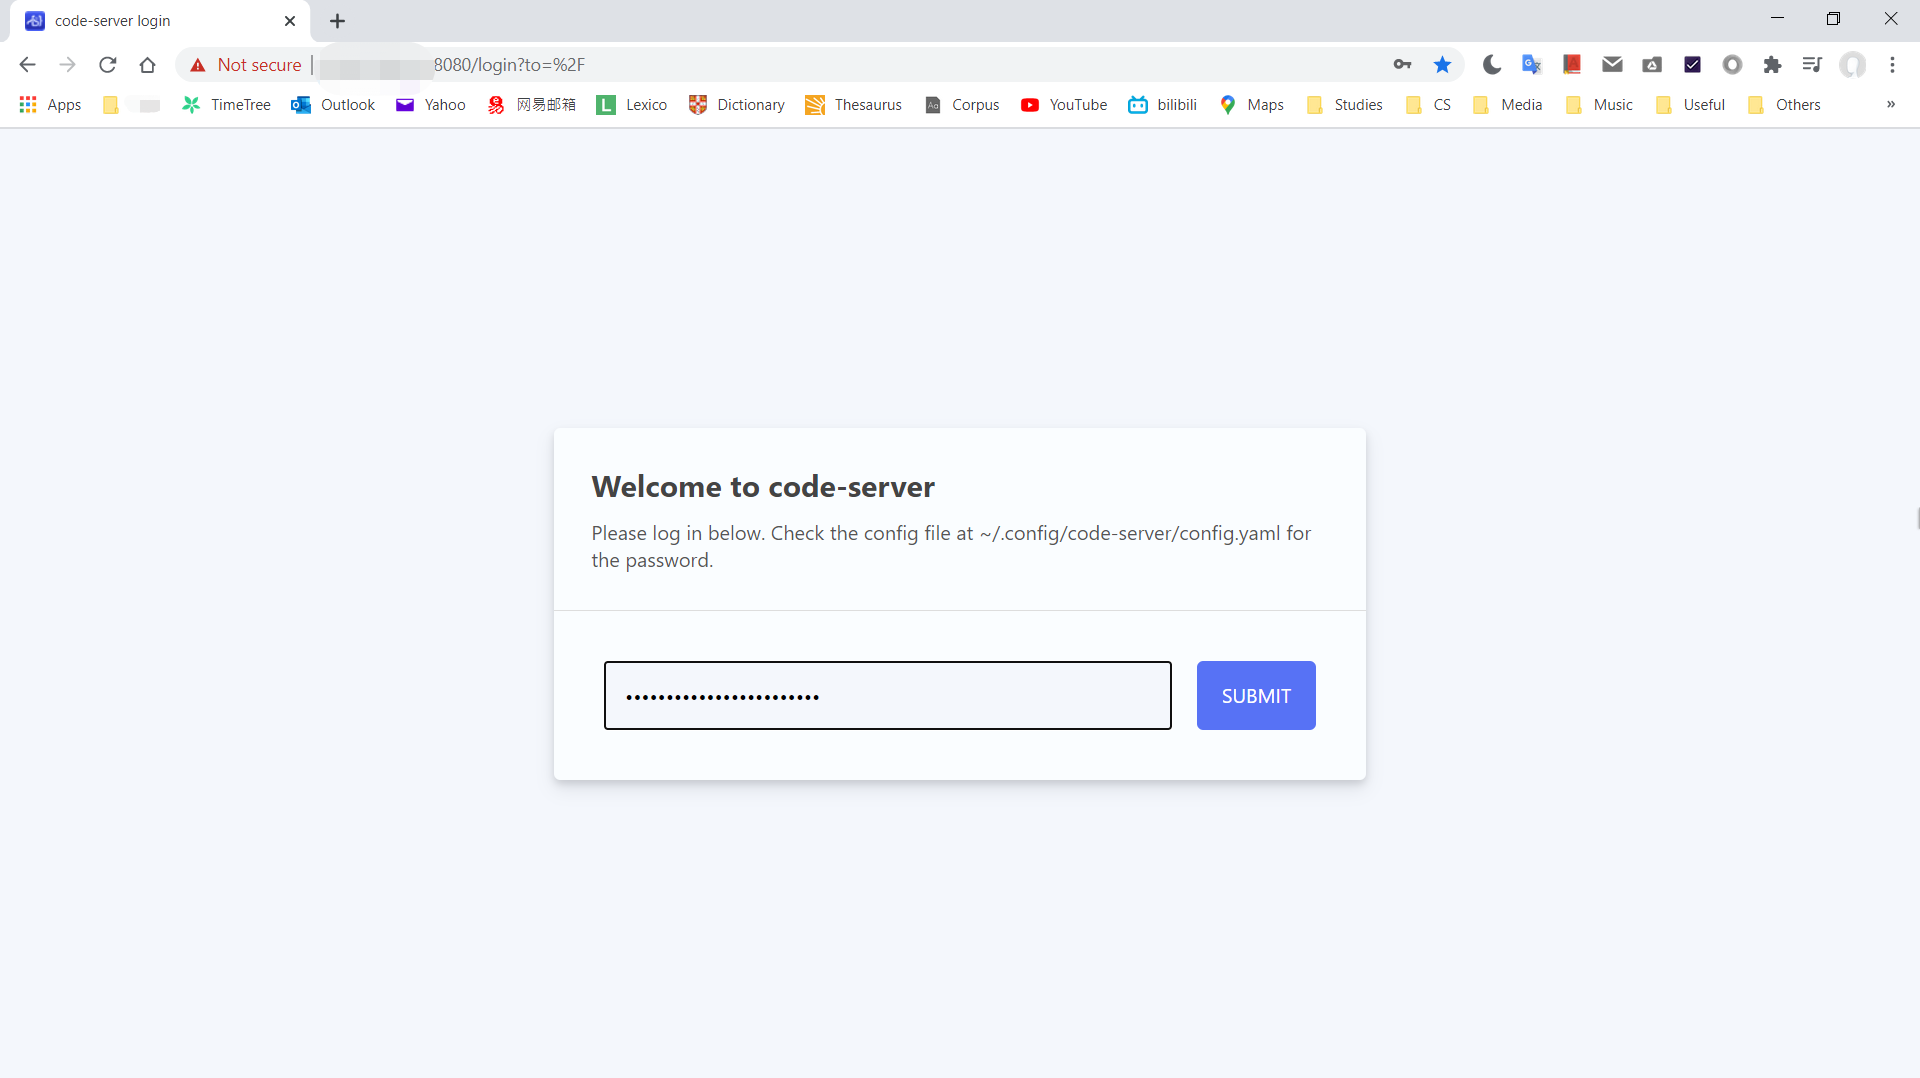 code-server login
Not secure
8080/login?to=%2F
Apps TimeTree Outlook Yahoo 网易邮箱 Lexico Dictionary Thesaurus Corpus YouTube bilibili Maps Studies CS Media Music Useful Others »
Welcome to code-server
Please log in below. Check the config file at ~/.config/code-server/config.yaml for
the password.
••••••••••••••••••••••••
SUBMIT